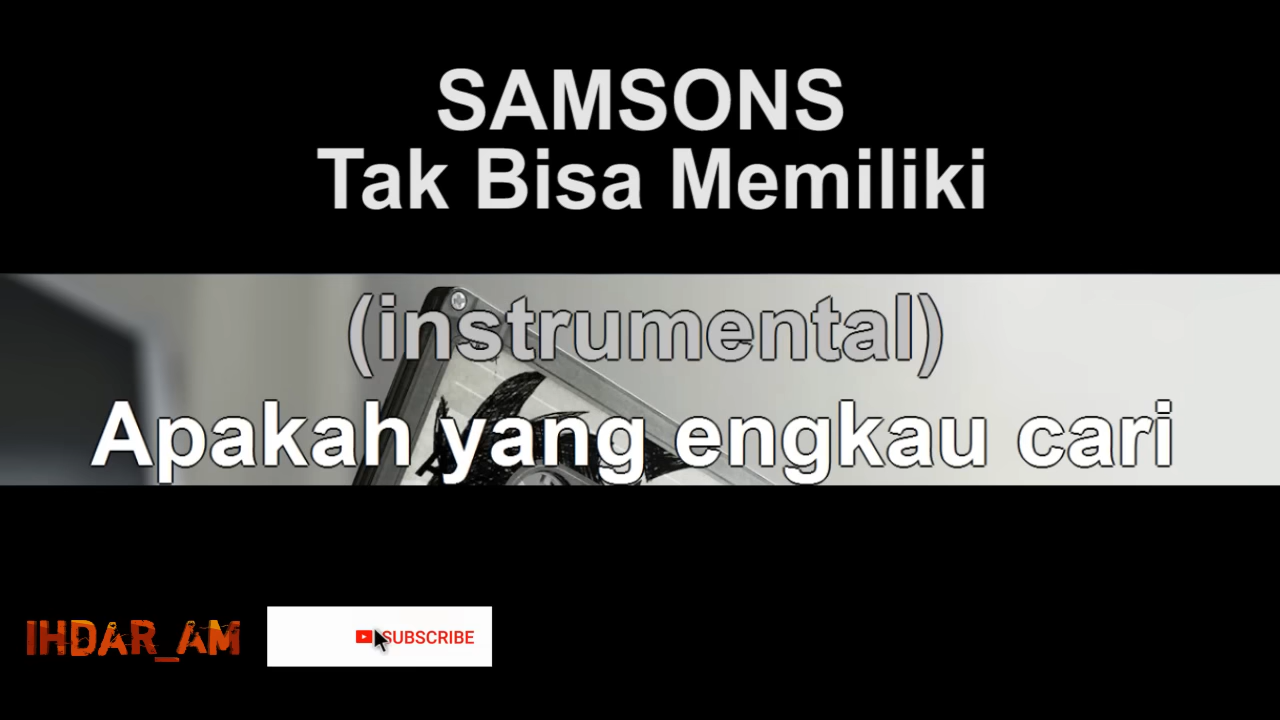 SAMSONS
Tak Bisa Memiliki
(instrumental)
Apakah yang engkau cari
IHDAR_AM
SUBSCRIBE